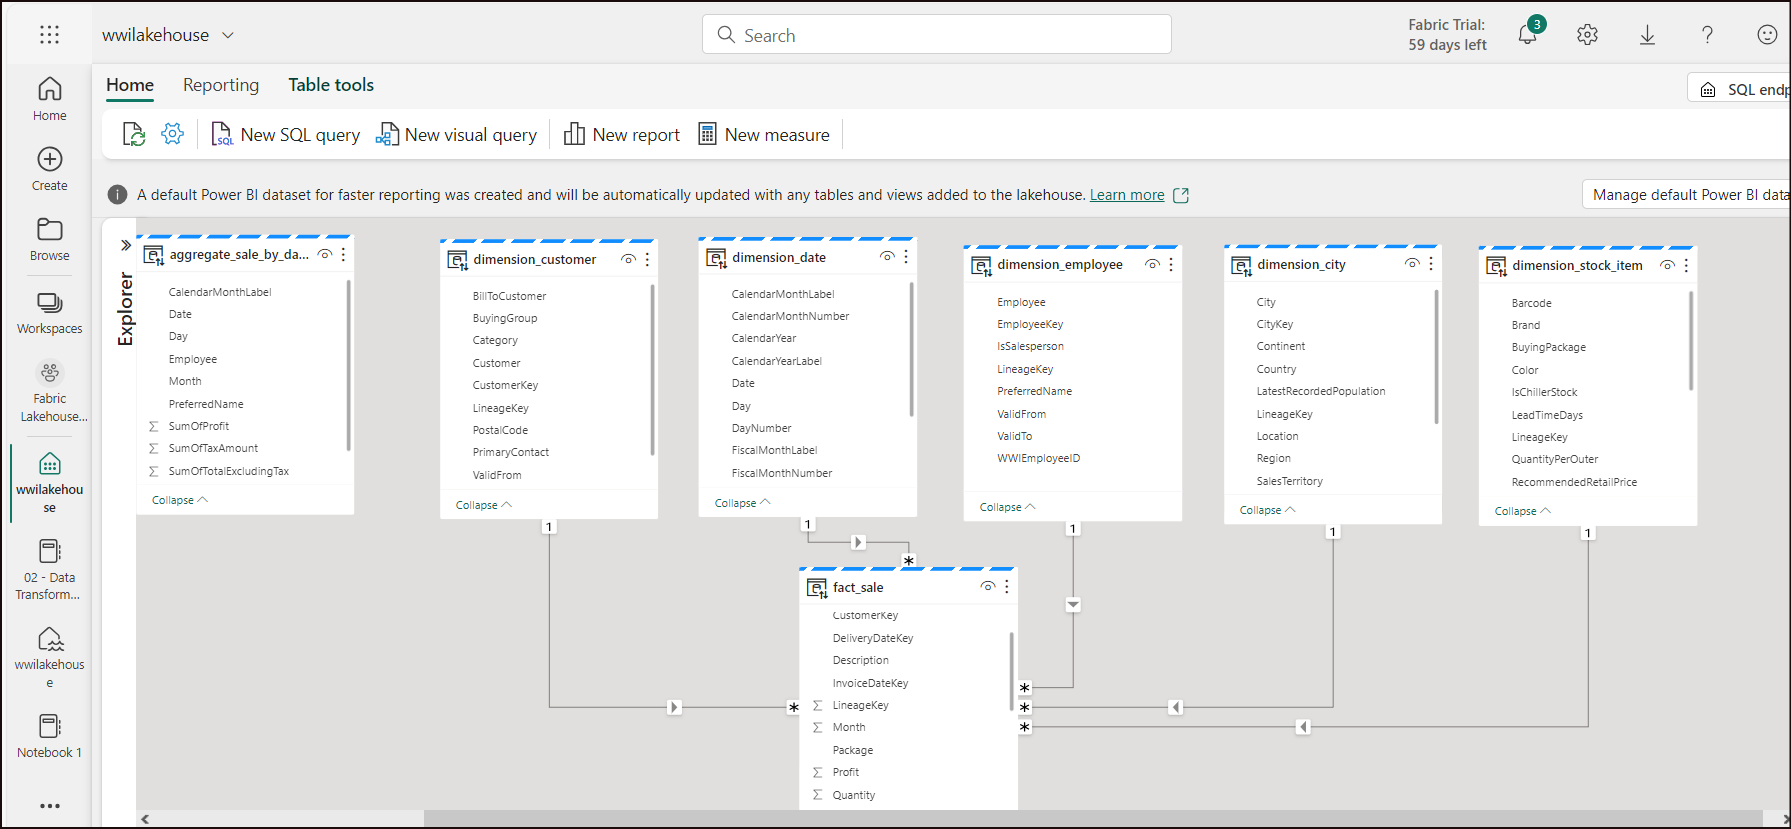 wwilakehouse
Search
Fabric Trial:
59 days left
3
Home
Reporting
Table tools
SQL endp
New SQL query
New visual query
New report
New measure
A default Power BI dataset for faster reporting was created and will be automatically updated with any tables and views added to the lakehouse. Learn more
Manage default Power BI data
Home
Create
Browse
Workspaces
Fabric
Lakehouse...
wwilakehou
se
02 - Data
Transform...
wwilakehous
e
Notebook 1
Explorer
aggregate_sale_by_da...
CalendarMonthLabel
Date
Day
Employee
Month
PreferredName
SumOfProfit
SumOfTaxAmount
SumOfTotalExcludingTax
Collapse
dimension_customer
BillToCustomer
BuyingGroup
Category
Customer
CustomerKey
LineageKey
PostalCode
PrimaryContact
ValidFrom
Collapse
1
dimension_date
CalendarMonthLabel
CalendarMonthNumber
CalendarYear
CalendarYearLabel
Date
Day
DayNumber
FiscalMonthLabel
FiscalMonthNumber
Collapse
1
dimension_employee
Employee
EmployeeKey
IsSalesperson
LineageKey
PreferredName
ValidFrom
ValidTo
WWIEmployeeID
Collapse
1
dimension_city
City
CityKey
Continent
Country
LatestRecordedPopulation
LineageKey
Location
Region
SalesTerritory
Collapse
1
dimension_stock_item
Barcode
Brand
BuyingPackage
Color
IsChillerStock
LeadTimeDays
LineageKey
QuantityPerOuter
RecommendedRetailPrice
Collapse
1
fact_sale
CustomerKey
DeliveryDateKey
Description
InvoiceDateKey
LineageKey
Month
Package
Profit
Quantity